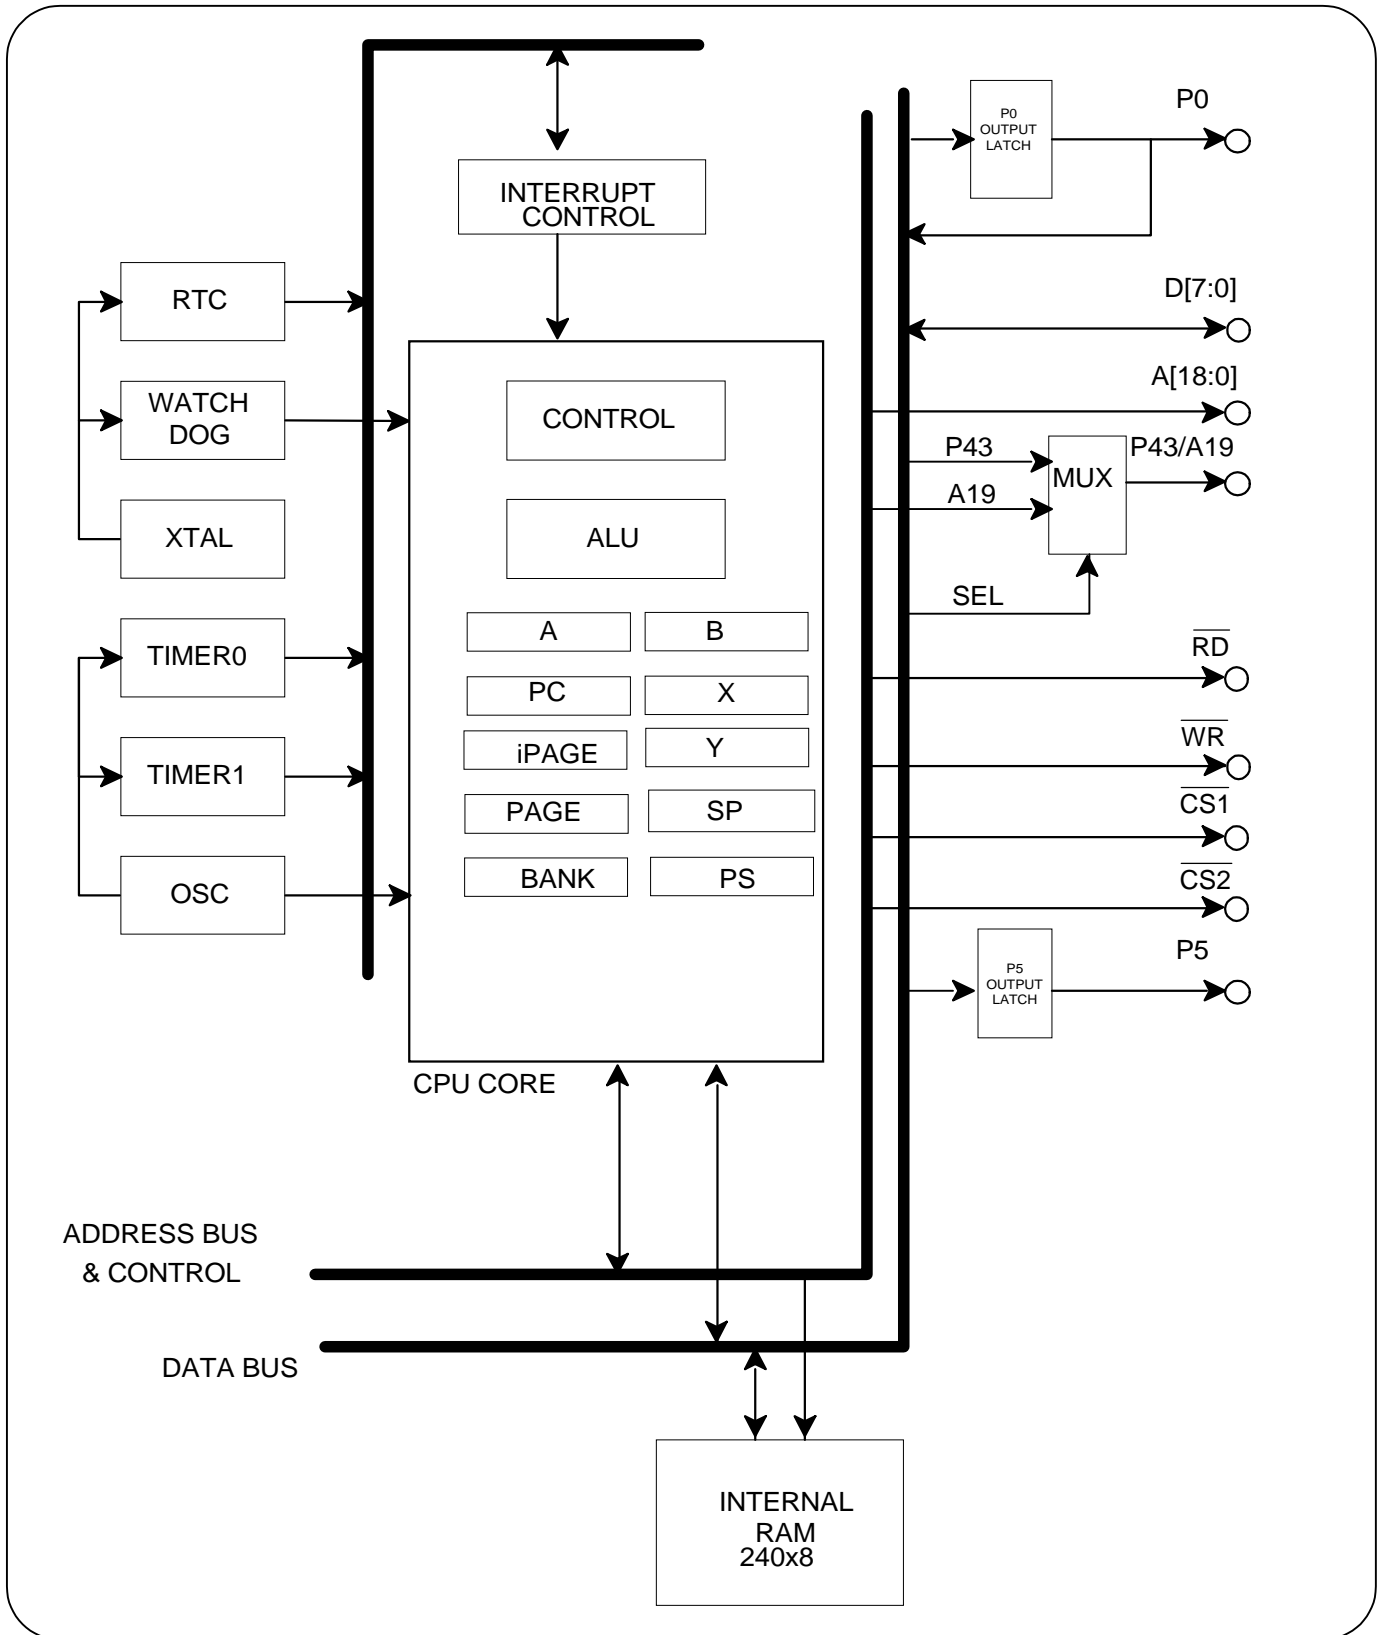 P0
OUTPUT
LATCH
P0
INTERRUPT
CONTROL
RTC
D[7:0]
A[18:0]
WATCH
DOG
CONTROL
P43
MUX
P43/A19
A19
XTAL
ALU
SEL
TIMER0
A
B
RD
PC
X
iPAGE
Y
WR
TIMER1
PAGE
SP
CS1
OSC
BANK
PS
CS2
P5
OUTPUT
LATCH
P5
CPU CORE
ADDRESS BUS
& CONTROL
DATA BUS
INTERNAL
RAM
240x8